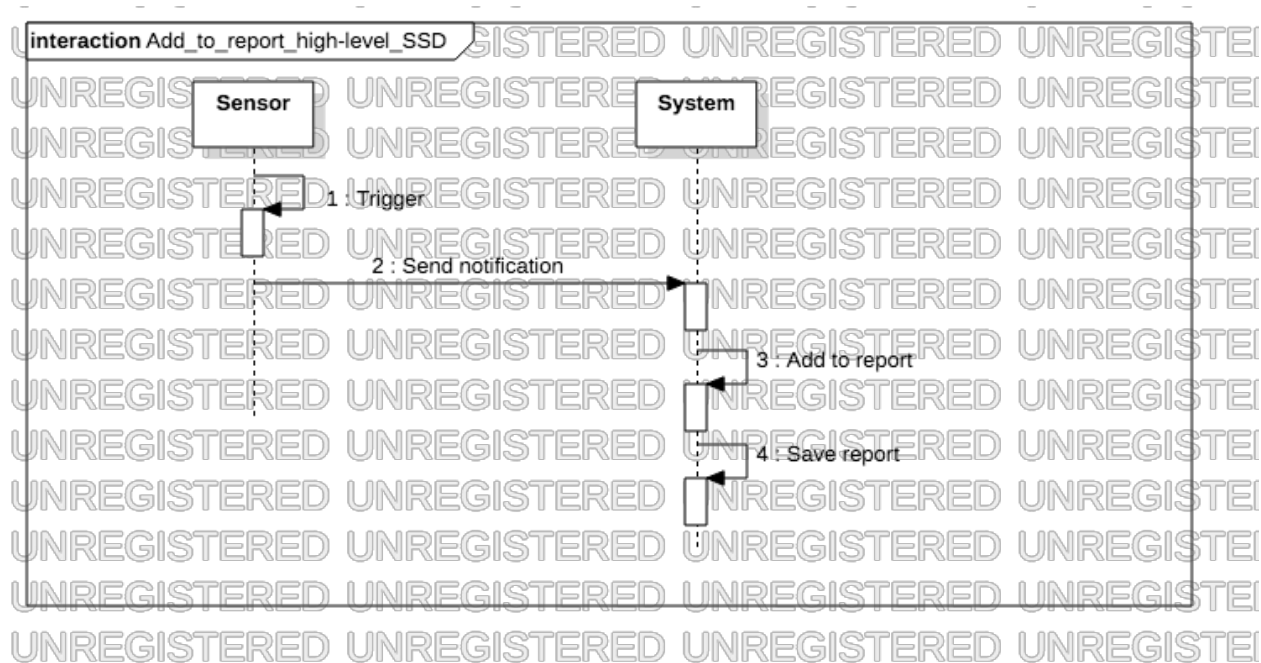 interaction Add_to_report_high-level_SSD
Sensor
System
1 : Trigger
2 : Send notification
3 : Add to report
4 : Save report
UNREGISTERED UNREGISTERED UNREGISTERED